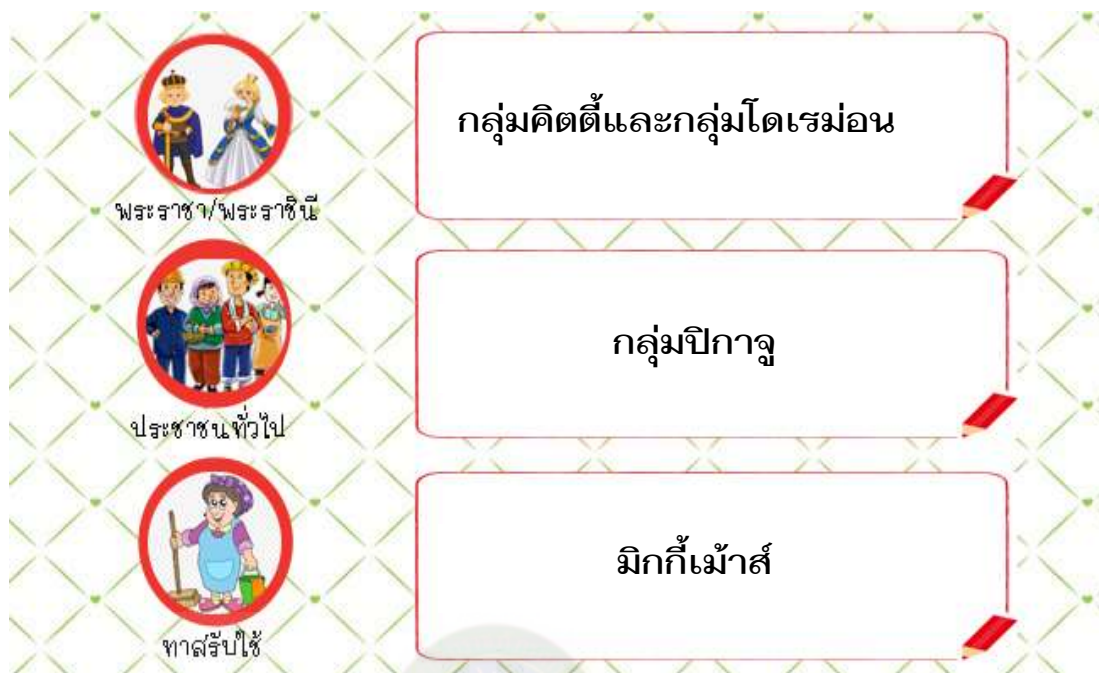 กลุ่มคิตตี้และกลุ่มโดเรม่อน
พระราชา/พระราชินี
กลุ่มปิกาจู
ประชาชนทั่วไป
มิกกี้เม้าส์
ทาสรับใช้